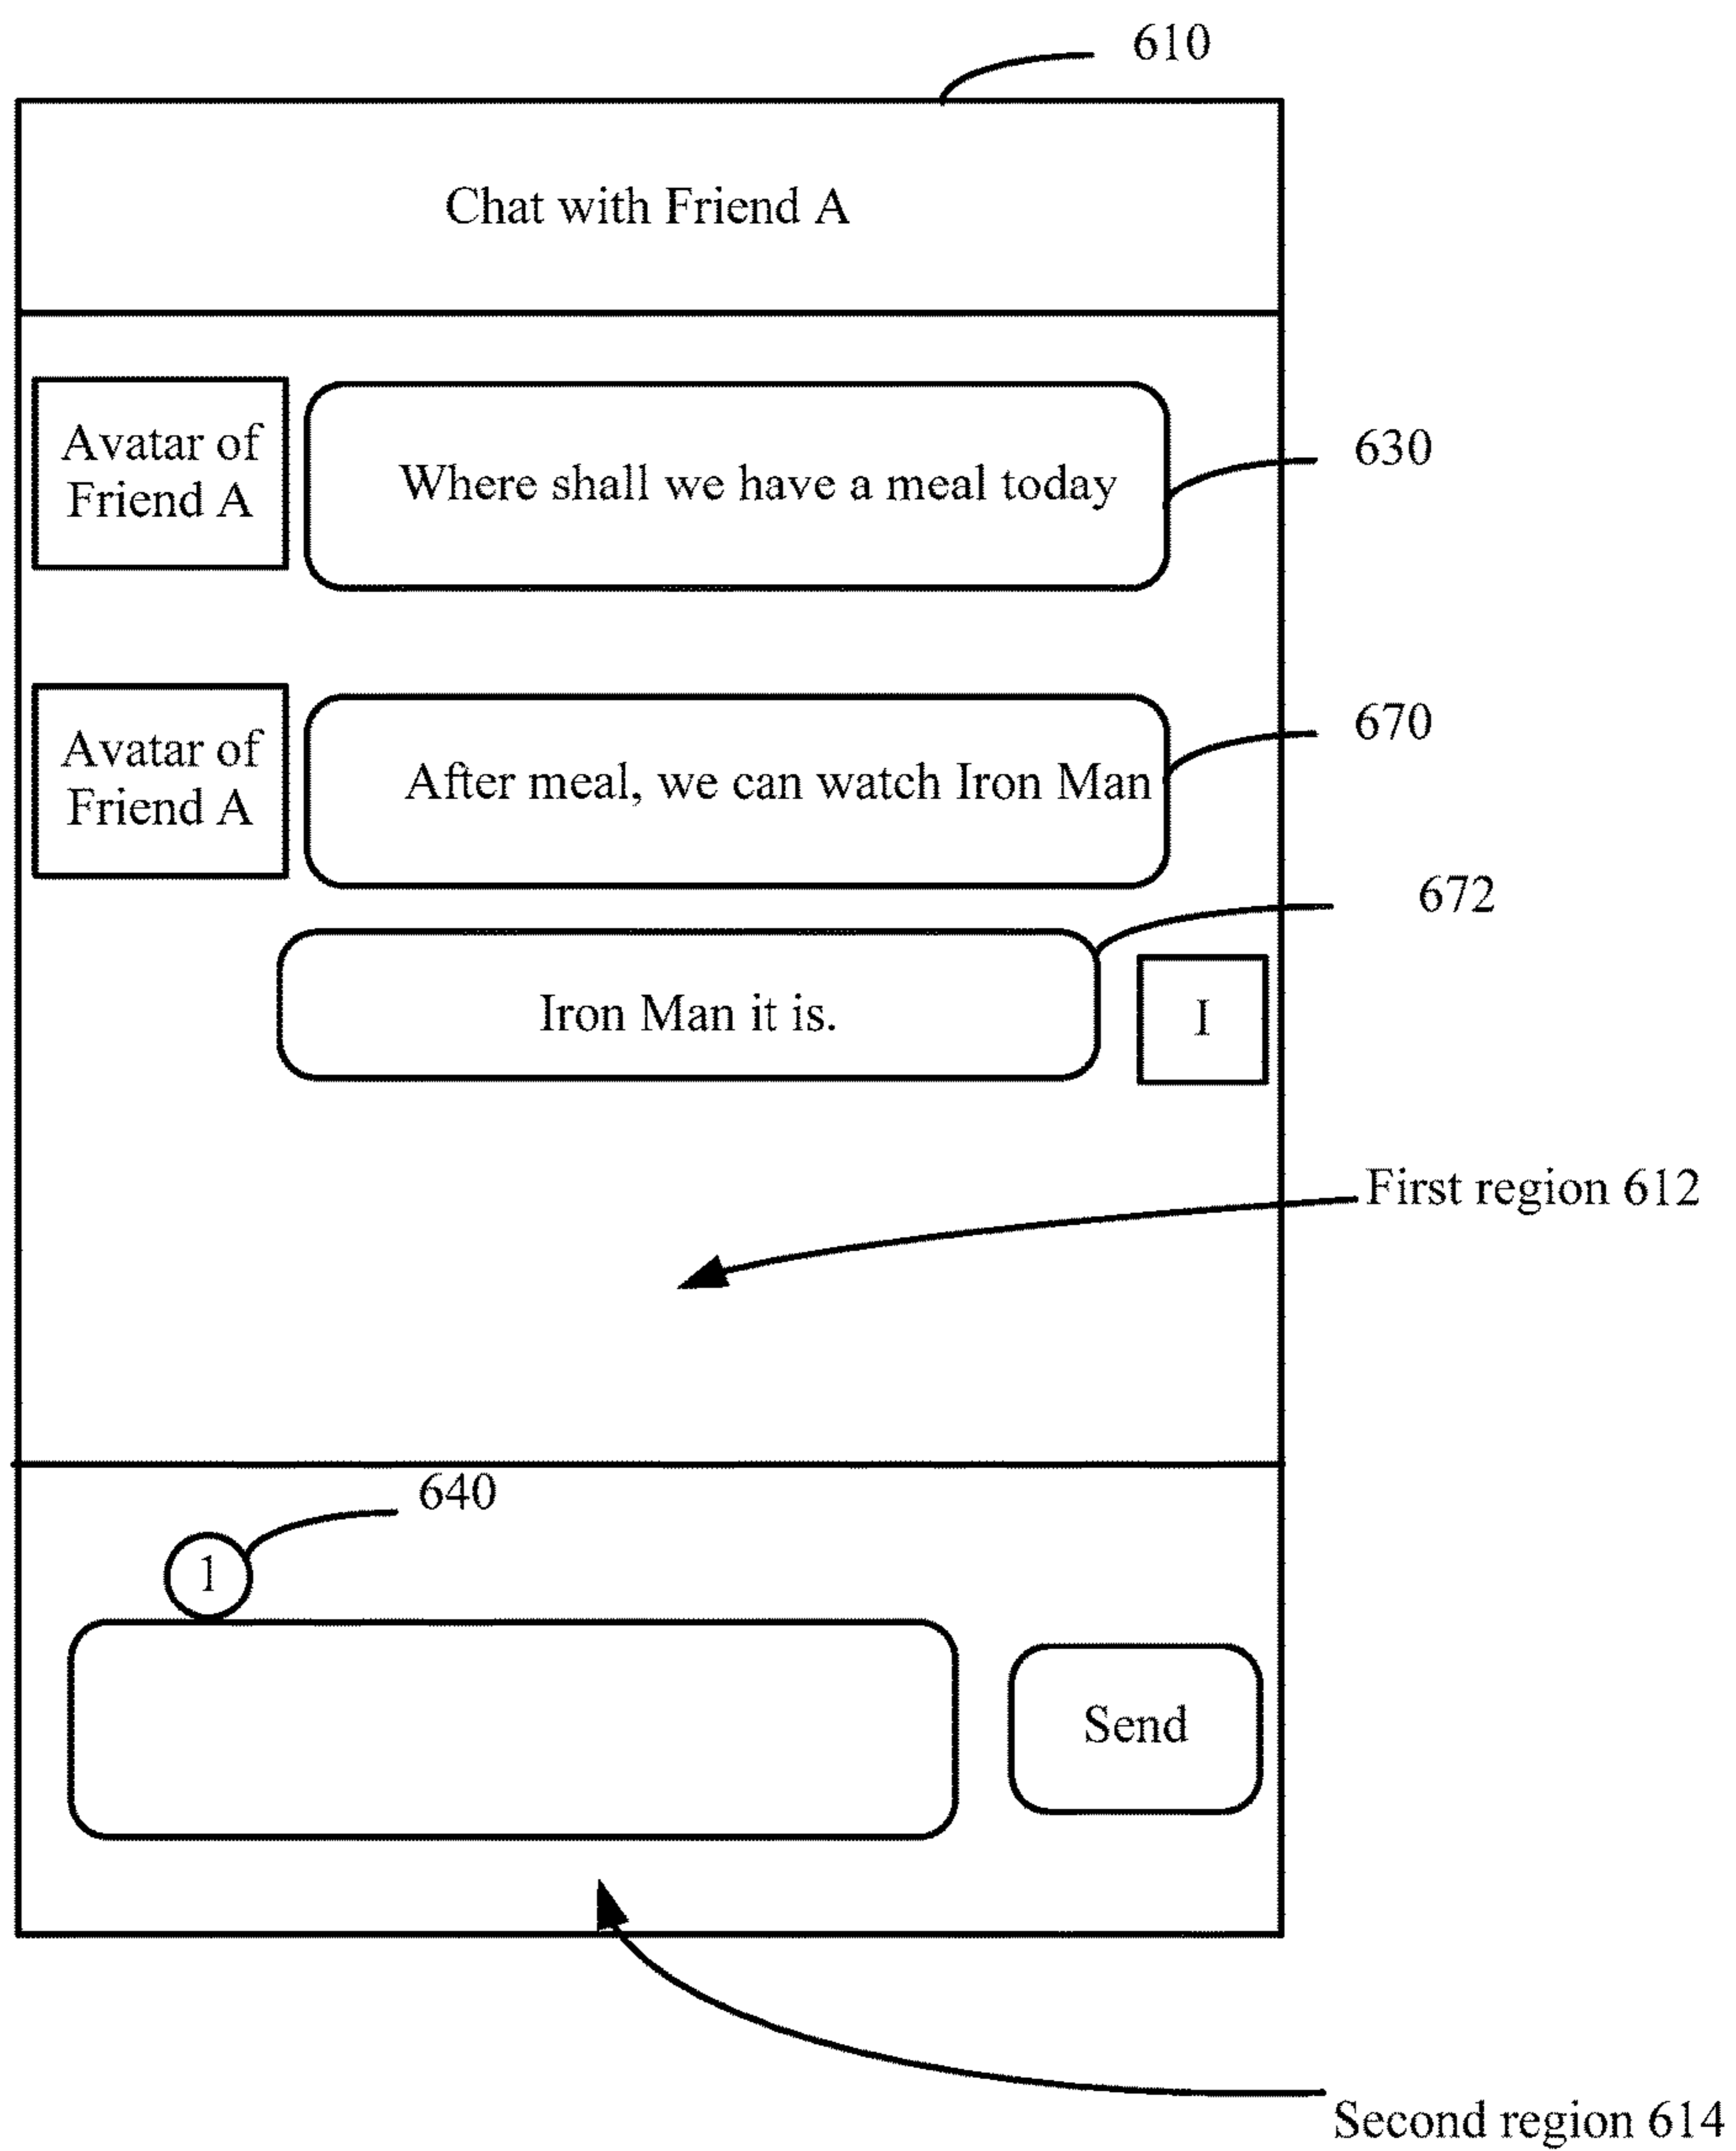 610
Chat with Friend A
Avatar of
Friend A
Where shall we have a meal today
630
Avatar of
Friend A
After meal, we can watch Iron Man
670
672
Iron Man it is.
I
First region 612
640
1
Send
Second region 614